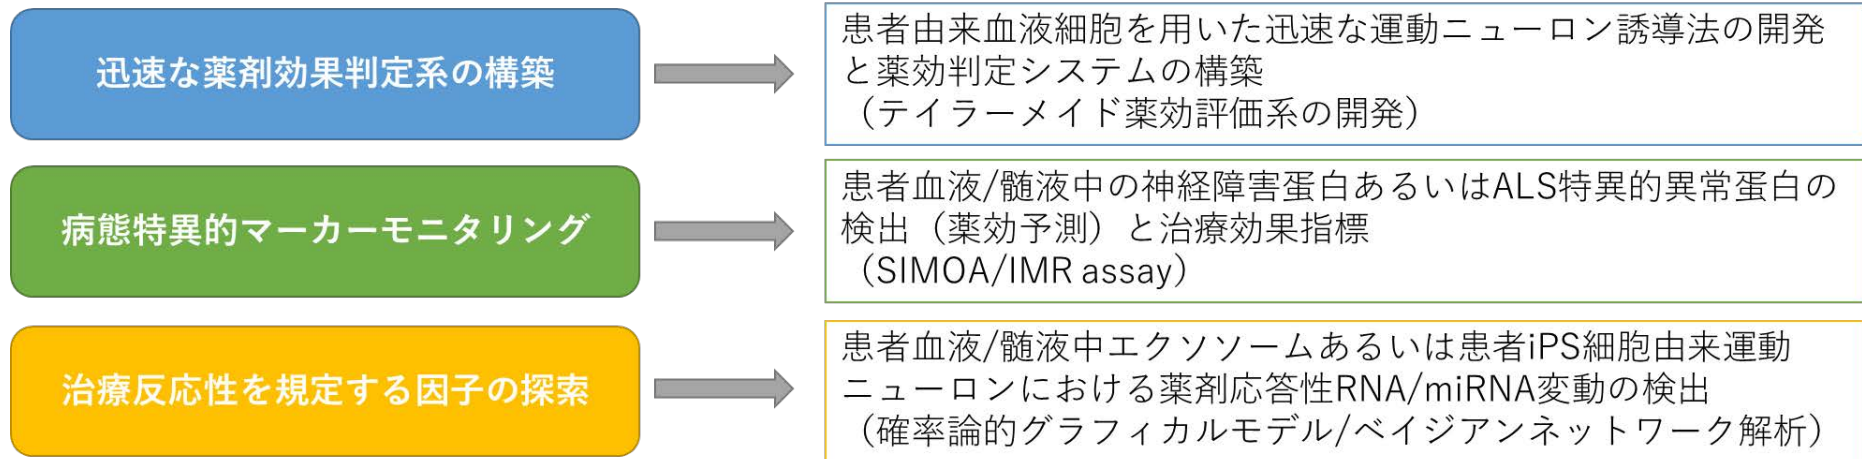 迅速な薬剤効果判定系の構築
患者由来血液細胞を用いた迅速な運動ニューロン誘導法の開発
と薬効判定システムの構築
（テイラーメイド薬効評価系の開発）
病態特異的マーカーモニタリング
患者血液/髄液中の神経障害蛋白あるいはALS特異的異常蛋白の
検出（薬効予測）と治療効果指標
（SIMOA/IMR assay）
治療反応性を規定する因子の探索
患者血液/髄液中エクソソームあるいは患者iPS細胞由来運動
ニューロンにおける薬剤応答性RNA/miRNA変動の検出
（確率論的グラフィカルモデル/ベイジアンネットワーク解析）